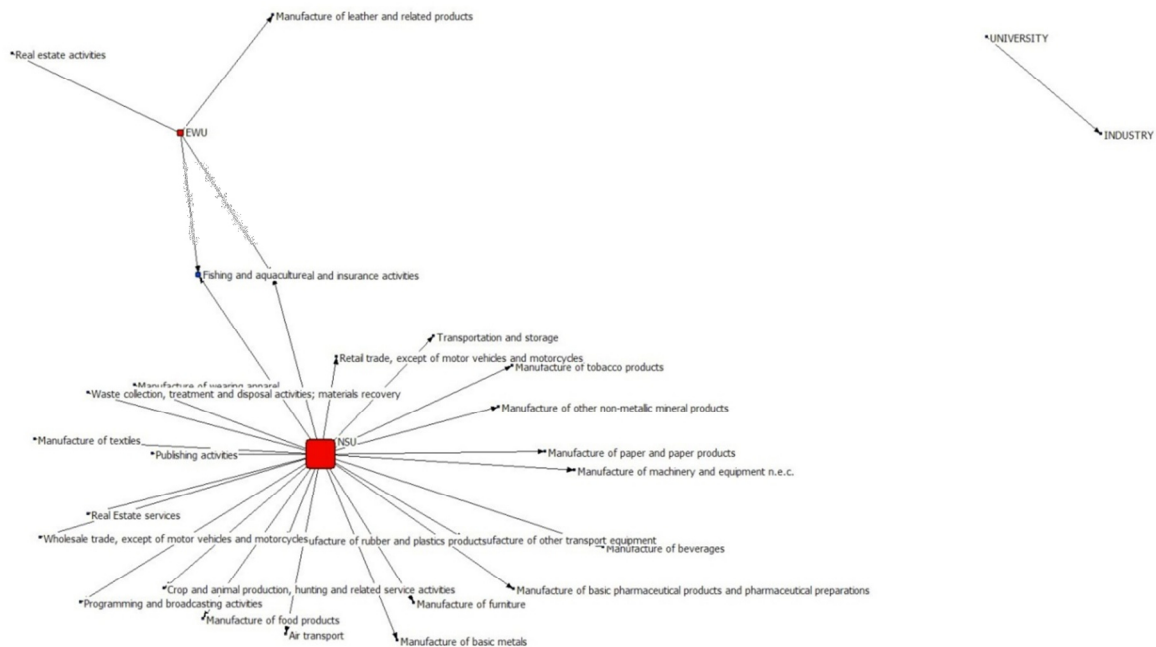 Manufacture of leather and related products
UNIVERSITY
Real estate activities
EWU
INDUSTRY
Fishing and aquacultureal and insurance activities
Transportation and storage
Retail trade, except of motor vehicles and motorcycles
Manufacture of tobacco products
Manufacture of wearing apparel
Waste collection, treatment and disposal activities; materials recovery
Manufacture of other non-metallic mineral products
Manufacture of textiles
NSU
Publishing activities
Manufacture of paper and paper products
Manufacture of machinery and equipment n.e.c.
Real Estate services
Wholesale trade, except of motor vehicles and motorcyclesufacture of rubber and plastics productsufacture of other transport equipment
Manufacture of beverages
Crop and animal production, hunting and related service activities
Manufacture of basic pharmaceutical products and pharmaceutical preparations
Programming and broadcasting activities
Manufacture of furniture
Manufacture of food products
Air transport
Manufacture of basic metals